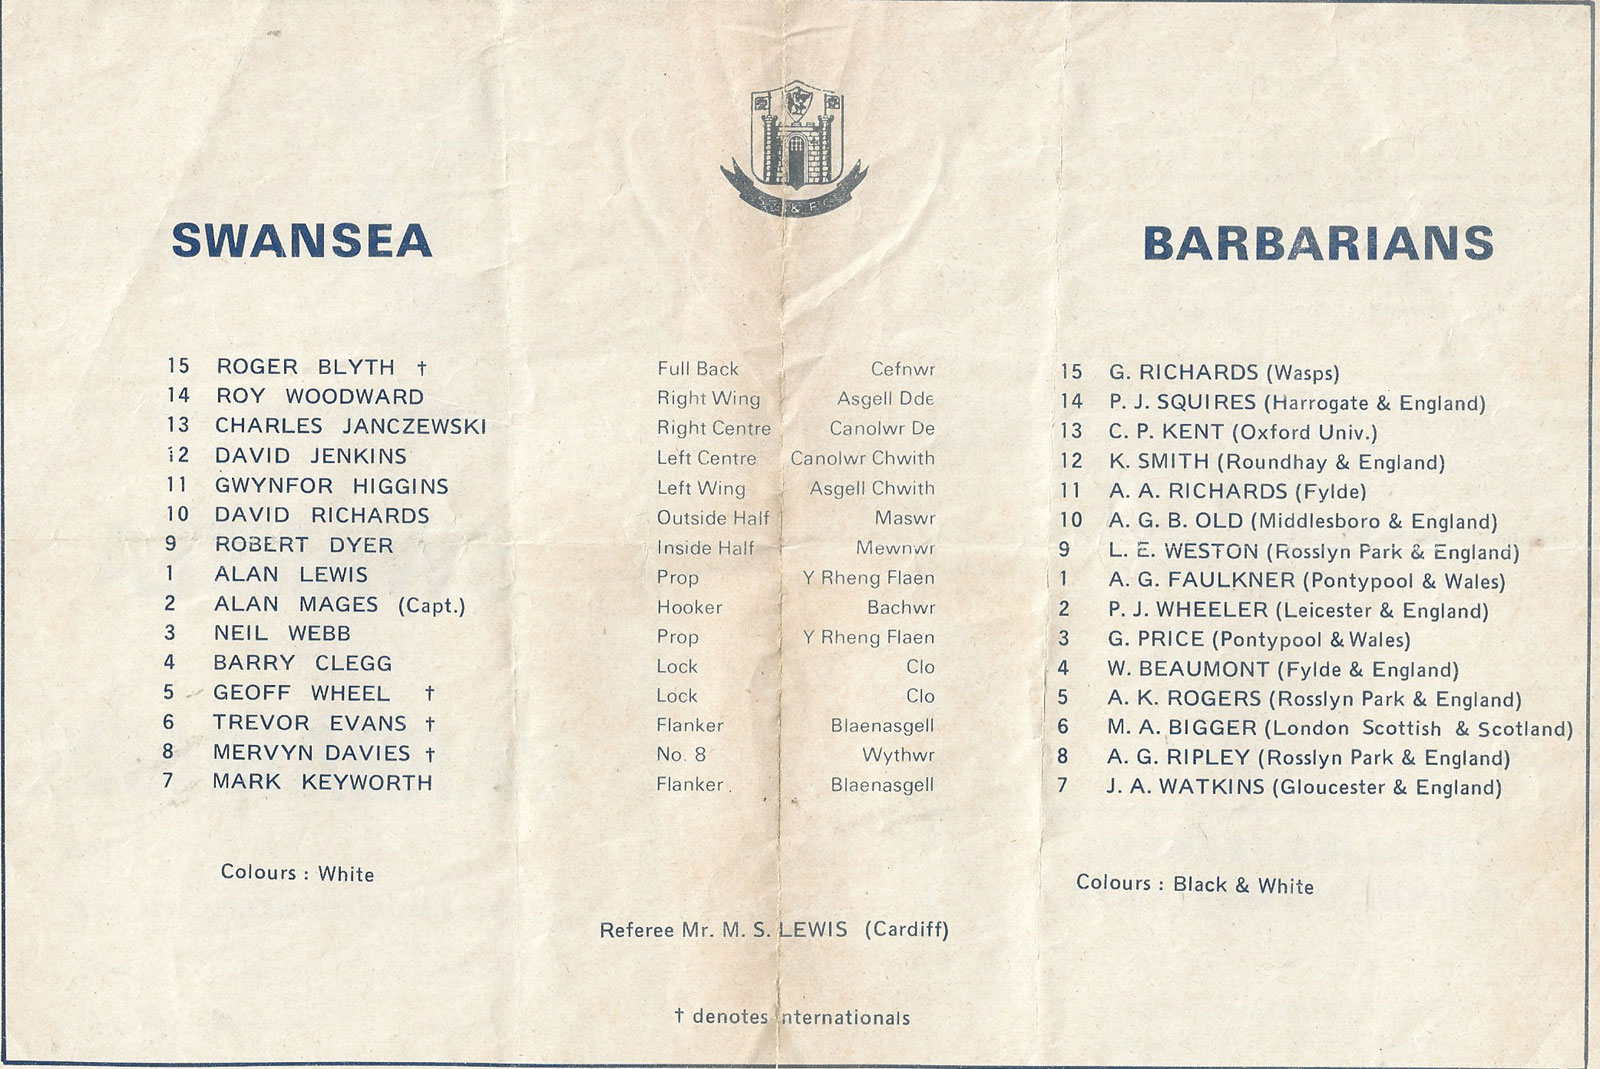 S. C. & F. C.
SWANSEA
BARBARIANS
15 ROGER BLYTH † Full Back Cefnwr 15 G. RICHARDS (Wasps)
14 ROY WOODWARD Right Wing Asgell Dde 14 P. J. SQUIRES (Harrogate & England)
13 CHARLES JANCZEWSKI Right Centre Canolwr De 13 C. P. KENT (Oxford Univ.)
12 DAVID JENKINS Left Centre Canolwr Chwith 12 K. SMITH (Roundhay & England)
11 GWYNFOR HIGGINS Left Wing Asgell Chwith 11 A. A. RICHARDS (Fylde)
10 DAVID RICHARDS Outside Half Maswr 10 A. G. B. OLD (Middlesboro & England)
9 ROBERT DYER Inside Half Mewnwr 9 L. E. WESTON (Rosslyn Park & England)
1 ALAN LEWIS Prop Y Rheng Flaen 1 A. G. FAULKNER (Pontypool & Wales)
2 ALAN MAGES (Capt.) Hooker Bachwr 2 P. J. WHEELER (Leicester & England)
3 NEIL WEBB Prop Y Rheng Flaen 3 G. PRICE (Pontypool & Wales)
4 BARRY CLEGG Lock Clo 4 W. BEAUMONT (Fylde & England)
5 GEOFF WHEEL † Lock Clo 5 A. K. ROGERS (Rosslyn Park & England)
6 TREVOR EVANS † Flanker Blaenasgell 6 M. A. BIGGER (London Scottish & Scotland)
8 MERVYN DAVIES † No. 8 Wythwr 8 A. G. RIPLEY (Rosslyn Park & England)
7 MARK KEYWORTH Flanker Blaenasgell 7 J. A. WATKINS (Gloucester & England)
Colours : White
Colours : Black & White
Referee Mr. M. S. LEWIS (Cardiff)
† denotes internationals